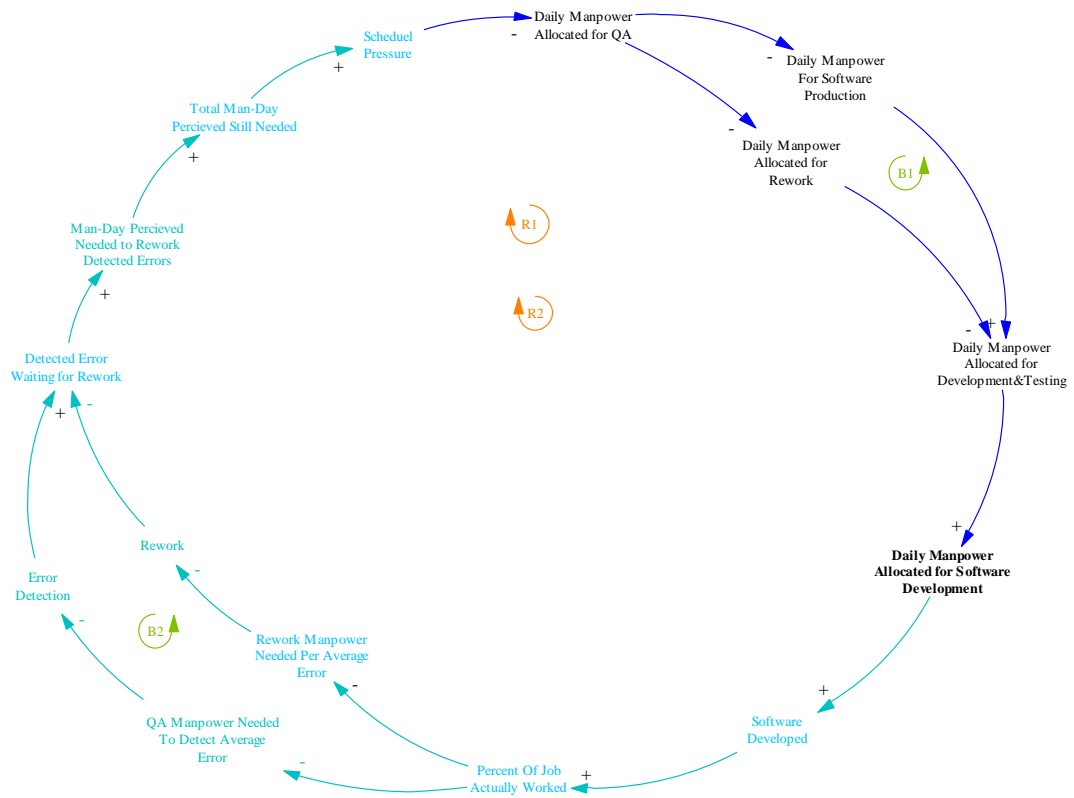 Scheduel
Pressure
Daily Manpower
Allocated for QA
-
-
Daily Manpower
For Software
Production
+
Total Man-Day
Percieved Still Needed
+
-
Daily Manpower
Allocated for
Rework
B1
Man-Day Percieved
Needed to Rework
Detected Errors
+
R1
R2
-
+
Daily Manpower
Allocated for
Development&Testing
Detected Error
Waiting for Rework
+
-
+
Daily Manpower
Allocated for Software
Development
Rework
-
Error
Detection
-
B2
Rework Manpower
Needed Per Average
Error
-
+
Software
Developed
QA Manpower Needed
To Detect Average
Error
-
Percent Of Job
Actually Worked
+